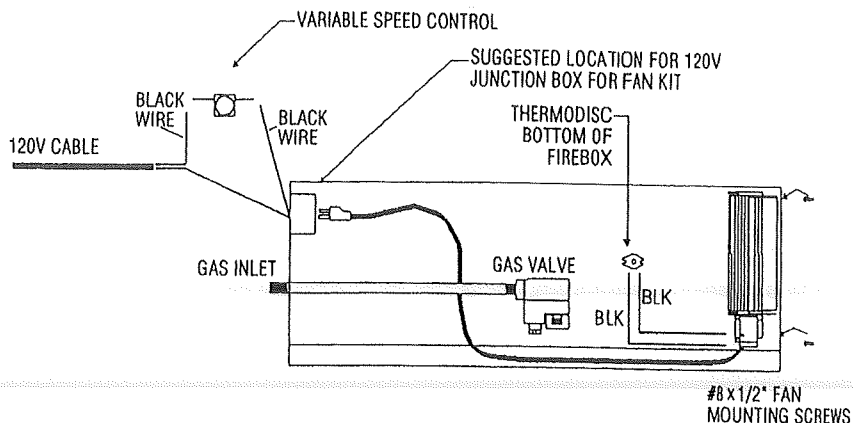 VARIABLE SPEED CONTROL
SUGGESTED LOCATION FOR 120V
JUNCTION BOX FOR FAN KIT
BLACK
WIRE
BLACK
WIRE
THERMODISC
BOTTOM OF
FIREBOX
120V CABLE
GAS INLET
GAS VALVE
BLK
BLK
#8 x 1/2" FAN
MOUNTING SCREWS